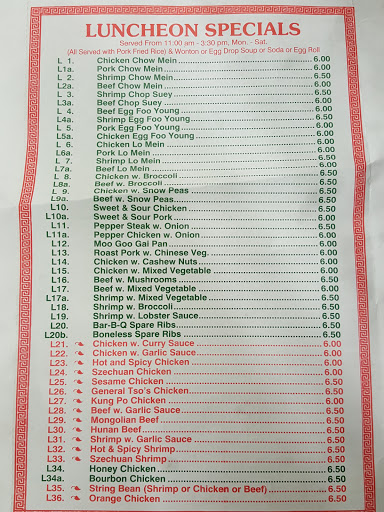 LUNCHEON SPECIALS
Served From 11:00 am - 3:30 pm, Mon. - Sat.
(All Served with Pork Fried Rice) & Wonton or Egg Drop Soup or Soda or Egg Roll
L 1. Chicken Chow Mein 6.00
L1a. Pork Chow Mein 6.00
L 2. Shrimp Chow Mein 6.50
L2a. Beef Chow Mein 6.50
L 3. Shrimp Chop Suey 6.50
L3a. Beef Chop Suey 6.50
L 4. Beef Egg Foo Young 6.50
L4a. Shrimp Egg Foo Young 6.50
L 5. Pork Egg Foo Young 6.00
L5a. Chicken Egg Foo Young 6.00
L 6. Chicken Lo Mein 6.00
L6a. Pork Lo Mein 6.00
L 7. Shrimp Lo Mein 6.50
L7a. Beef Lo Mein 6.50
L 8. Chicken w. Broccoli
L8a. Beef w. Broccoli 6.50
L 9. Chicken w. Snow Peas
L9a. Beef w. Snow Peas 6.50
L10. Sweet & Sour Chicken 6.00
L10a. Sweet & Sour Pork 6.00
L11. Pepper Steak w. Onion 6.50
L11a. Pepper Chicken w. Onion 6.00
L12. Moo Goo Gai Pan 6.00
L13. Roast Pork w. Chinese Veg. 6.00
L14. Chicken w. Cashew Nuts 6.00
L15. Chicken w. Mixed Vegetable 6.00
L16. Beef w. Mushrooms 6.50
L17. Beef w. Mixed Vegetable 6.50
L17a. Shrimp w. Mixed Vegetable 6.50
L18. Shrimp w. Broccoli 6.50
L19. Shrimp w. Lobster Sauce 6.50
L20. Bar-B-Q Spare Ribs 6.50
L20b. Boneless Spare Ribs 6.50
L21. Chicken w. Curry Sauce 6.00
L22. Chicken w. Garlic Sauce 6.00
L23. Hot and Spicy Chicken 6.00
L24. Szechuan Chicken 6.00
L25. Sesame Chicken 6.50
L26. General Tso's Chicken 6.50
L27. Kung Po Chicken 6.00
L28. Beef w. Garlic Sauce 6.50
L29. Mongolian Beef 6.50
L30. Hunan Beef 6.50
L31. Shrimp w. Garlic Sauce 6.50
L32. Hot & Spicy Shrimp 6.50
L33. Szechuan Shrimp 6.50
L34. Honey Chicken 6.50
L34a. Bourbon Chicken 6.50
L35. String Bean (Shrimp or Chicken or Beef) 6.50
L36. Orange Chicken 6.50